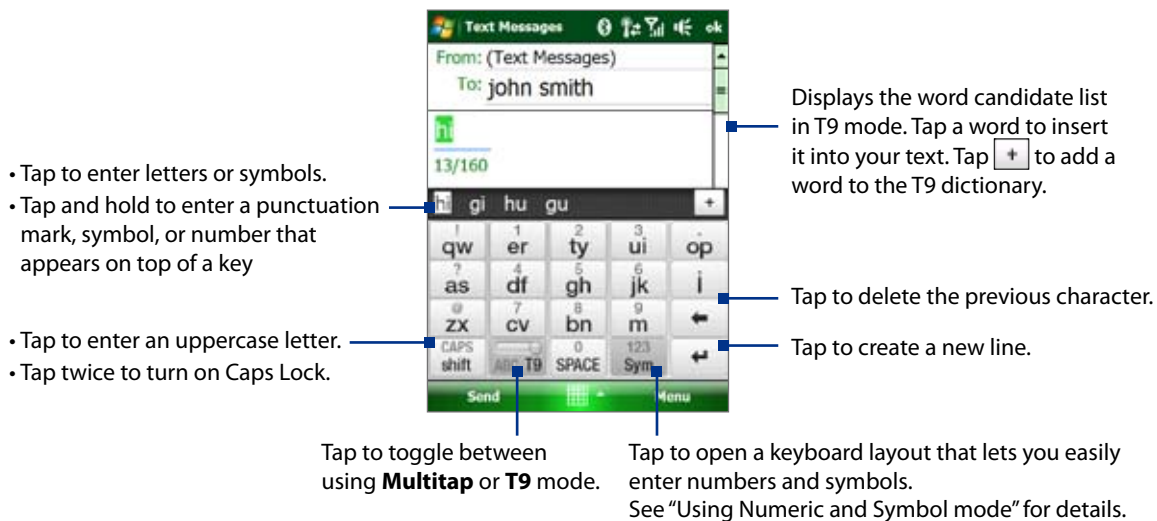 Text Messages ok
From: (Text Messages)
To: john smith
hi
13/160
hi gi hu gu +
! 1 2 3 .
qw er ty ui op
? 4 5 6
as df gh jk l
@ 7 8 9
zx cv bn m
CAPS 0 123
shift ABC T9 SPACE Sym
Send Menu
• Tap to enter letters or symbols.
• Tap and hold to enter a punctuation
mark, symbol, or number that
appears on top of a key
• Tap to enter an uppercase letter.
• Tap twice to turn on Caps Lock.
Displays the word candidate list
in T9 mode. Tap a word to insert
it into your text. Tap + to add a
word to the T9 dictionary.
Tap to delete the previous character.
Tap to create a new line.
Tap to toggle between
using Multitap or T9 mode.
Tap to open a keyboard layout that lets you easily
enter numbers and symbols.
See “Using Numeric and Symbol mode” for details.